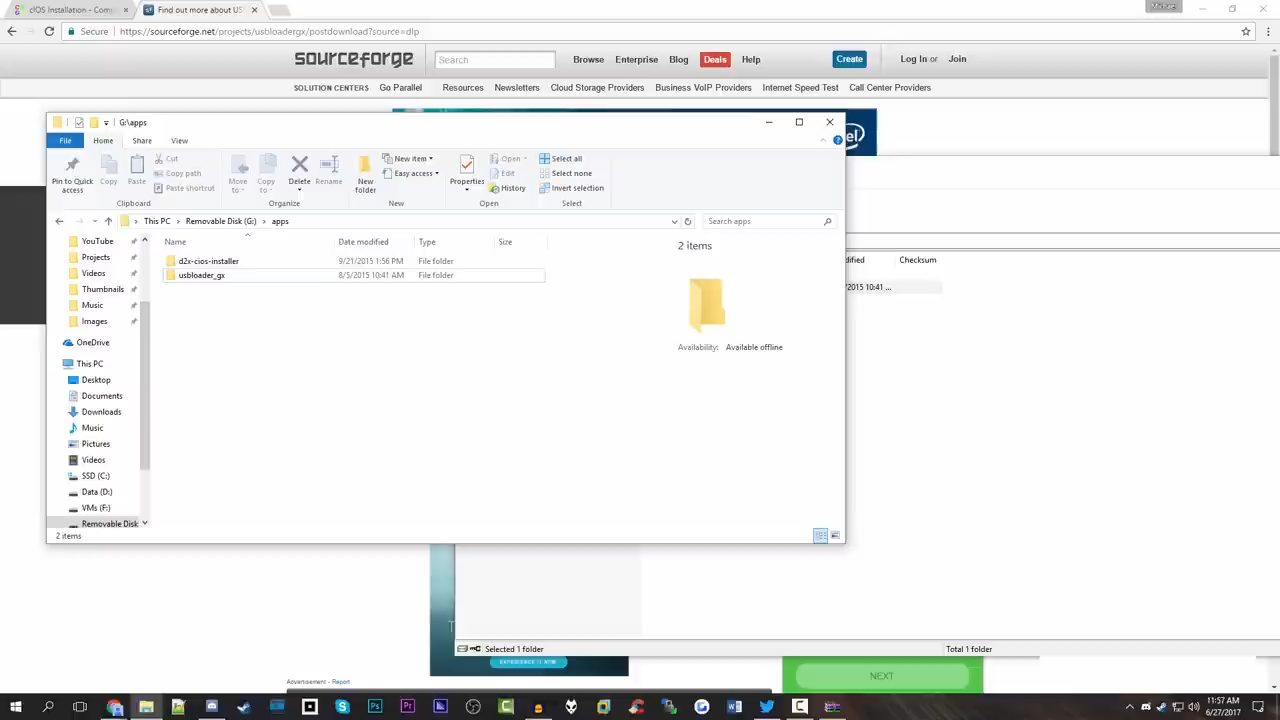 cIOS Installation - Comp
Find out more about US
Secure
https://sourceforge.net/projects/usbloadergx/postdownload?source=dlp
sourceforge
Search
Browse
Enterprise
Blog
Deals
Help
Create
Log In or Join
SOLUTION CENTERS
Go Parallel
Resources
Newsletters
Cloud Storage Providers
Business VoIP Providers
Internet Speed Test
Call Center Providers
G:\apps
File
Home
Share
View
Pin to Quick access
Copy
Paste
Cut
Copy path
Paste shortcut
Clipboard
Move to
Copy to
Delete
Rename
Organize
New folder
New item
Easy access
New
Properties
Open
Edit
History
Open
Select all
Select none
Invert selection
Select
This PC
Removable Disk (G:)
apps
Search apps
YouTube
Projects
Videos
Thumbnails
Music
Images
OneDrive
This PC
Desktop
Documents
Downloads
Music
Pictures
Videos
SSD (C:)
Data (D:)
VMs (F:)
Removable Disk
Name
Date modified
Type
Size
d2x-cios-installer
9/21/2015 1:56 PM
File folder
usbloader_gx
8/5/2015 10:41 AM
File folder
2 items
Availability:
Available offline
2 items
ified
Checksum
/2015 10:41 ...
Selected 1 folder
Total 1 folder
EXPERIENCE IT NOW
Advertisement - Report
NEXT
11:57 AM
6/27/2017